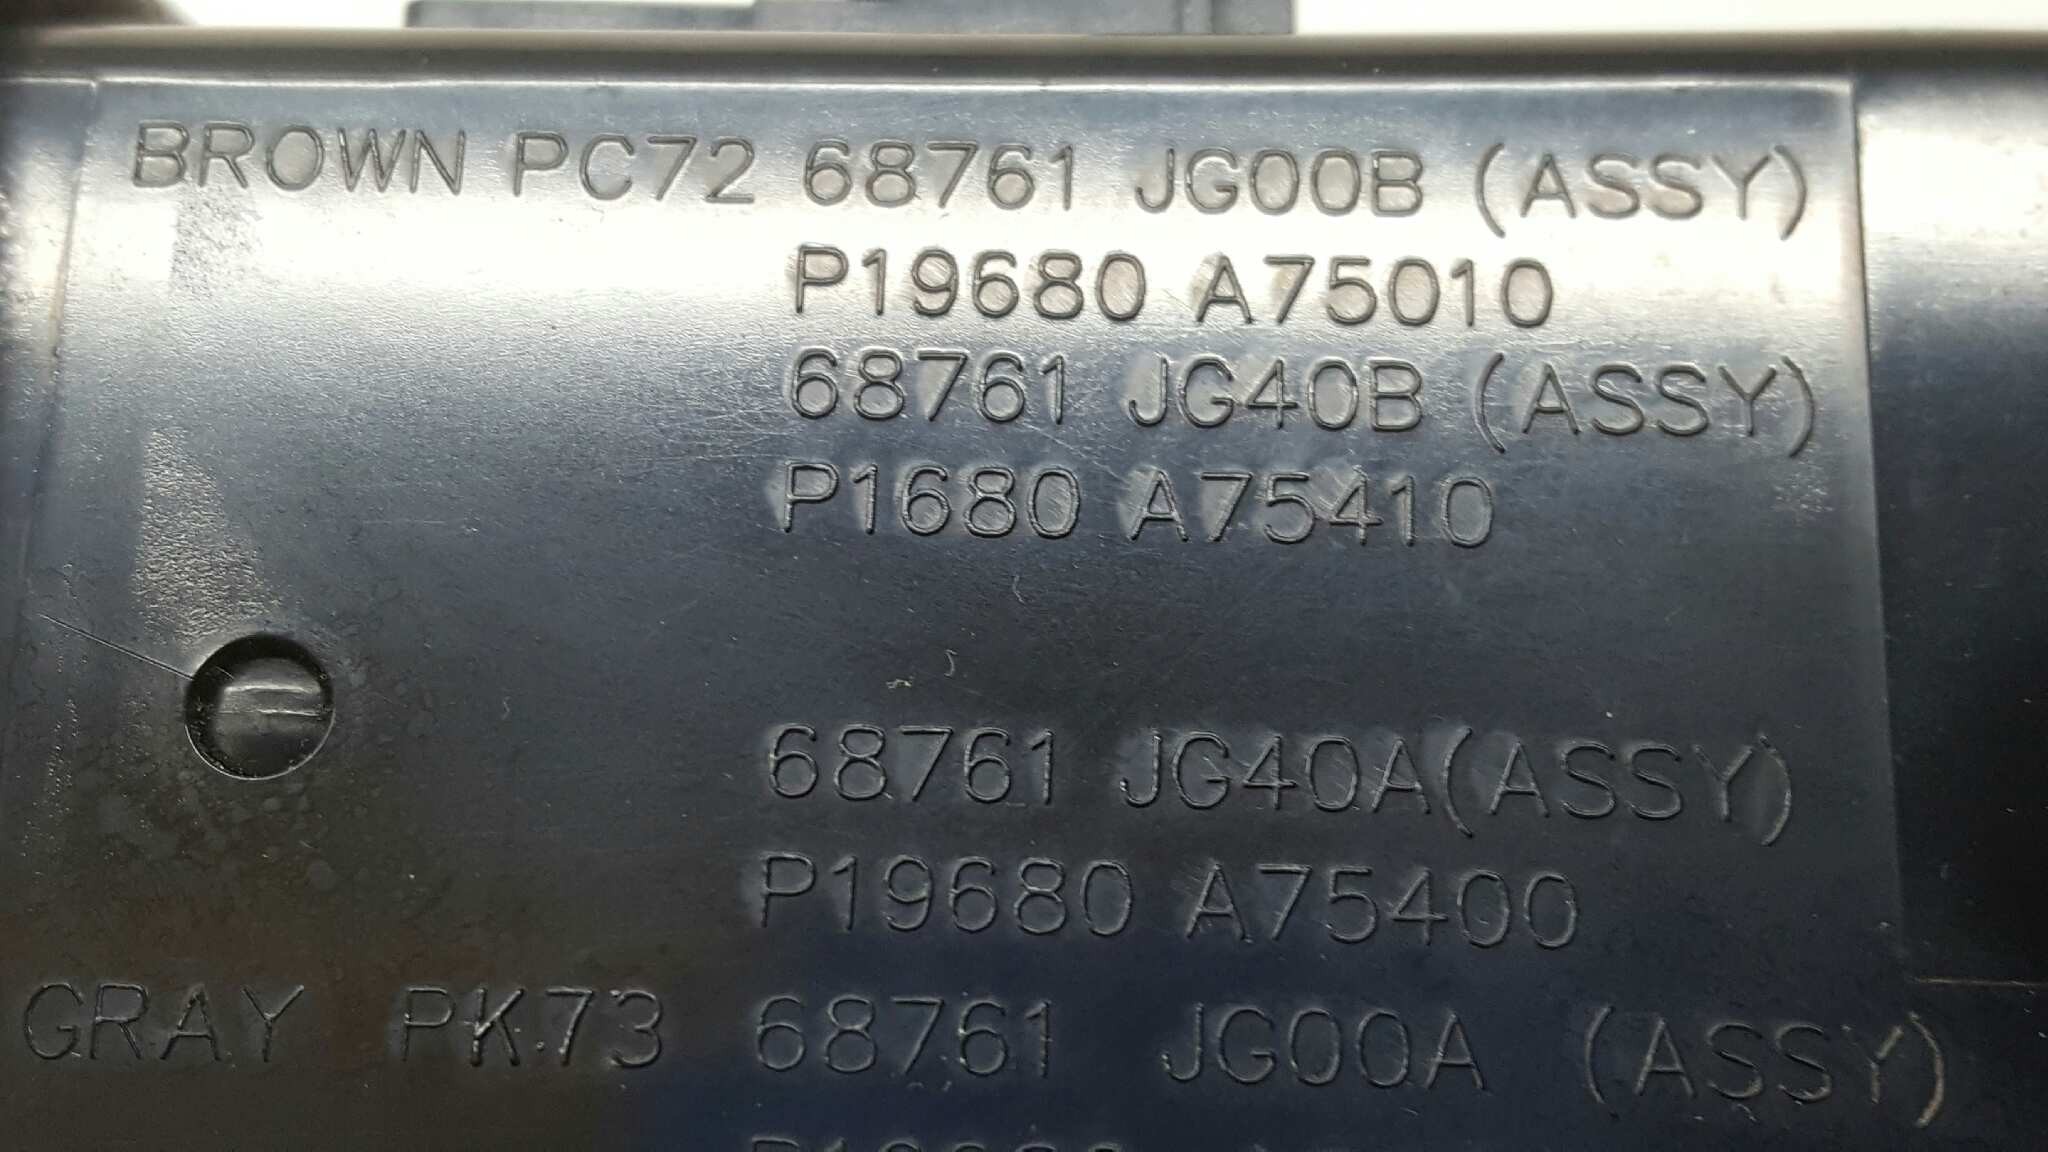 BROWN PC72 68761 JG00B (ASSY)
P19680 A75010
68761 JG40B (ASSY)
P1680 A75410
68761 JG40A(ASSY)
P19680 A75400
GRAY PK73 68761 JG00A (ASSY)